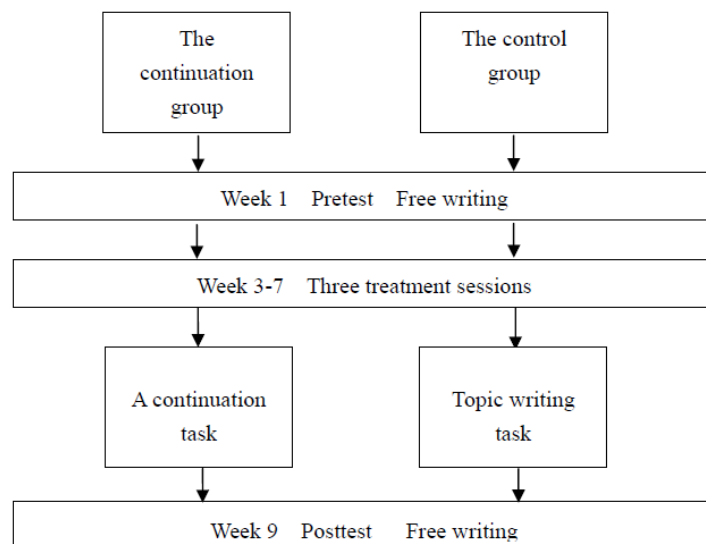 The
continuation
group
The control
group
Week 1 Pretest Free writing
Week 3-7 Three treatment sessions
A continuation
task
Topic writing
task
Week 9 Posttest Free writing